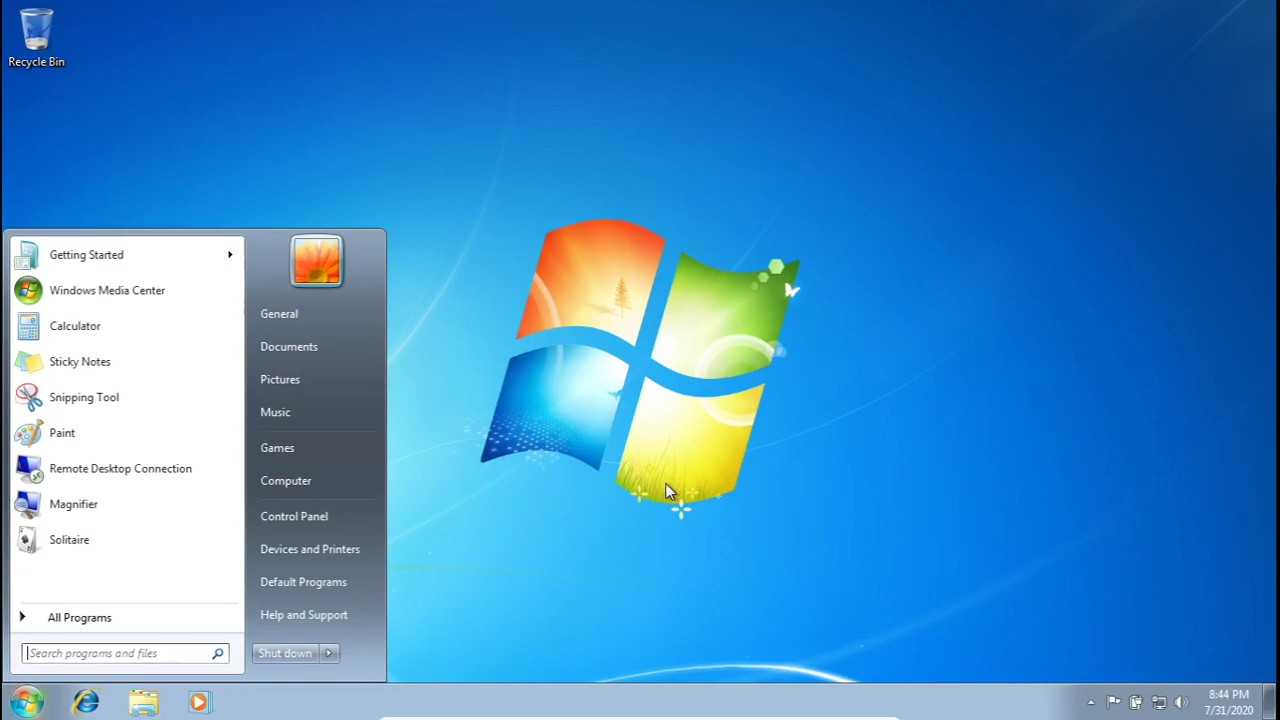 Recycle Bin
Getting Started
Windows Media Center
Calculator
Sticky Notes
Snipping Tool
Paint
Remote Desktop Connection
Magnifier
Solitaire
All Programs
Search programs and files
General
Documents
Pictures
Music
Games
Computer
Control Panel
Devices and Printers
Default Programs
Help and Support
Shut down
8:44 PM
7/31/2020